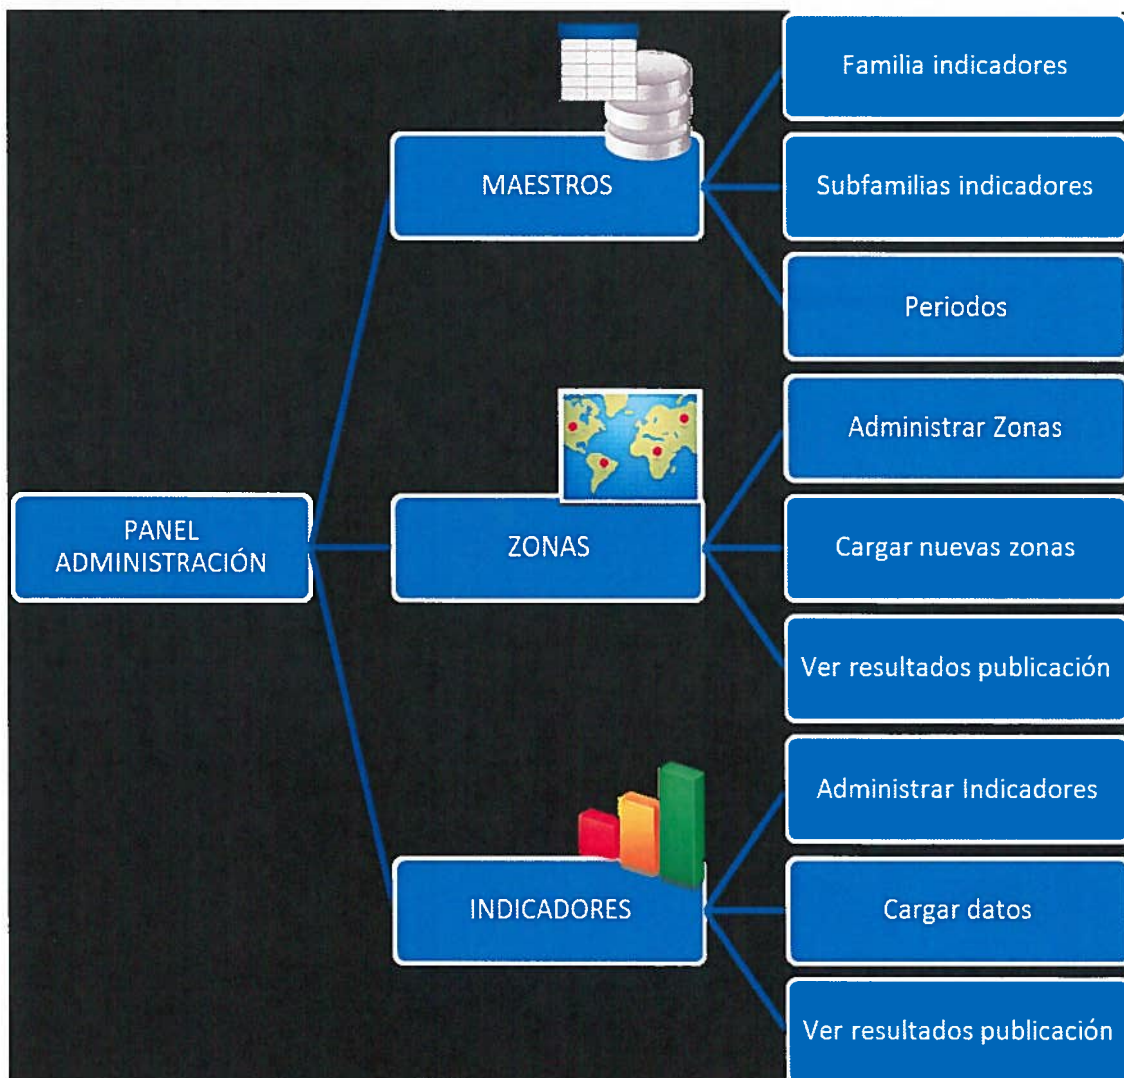 Familia indicadores
MAESTROS
Subfamilias indicadores
Periodos
Administrar Zonas
PANEL
ADMINISTRACIÓN
ZONAS
Cargar nuevas zonas
Ver resultados publicación
Administrar Indicadores
INDICADORES
Cargar datos
Ver resultados publicación